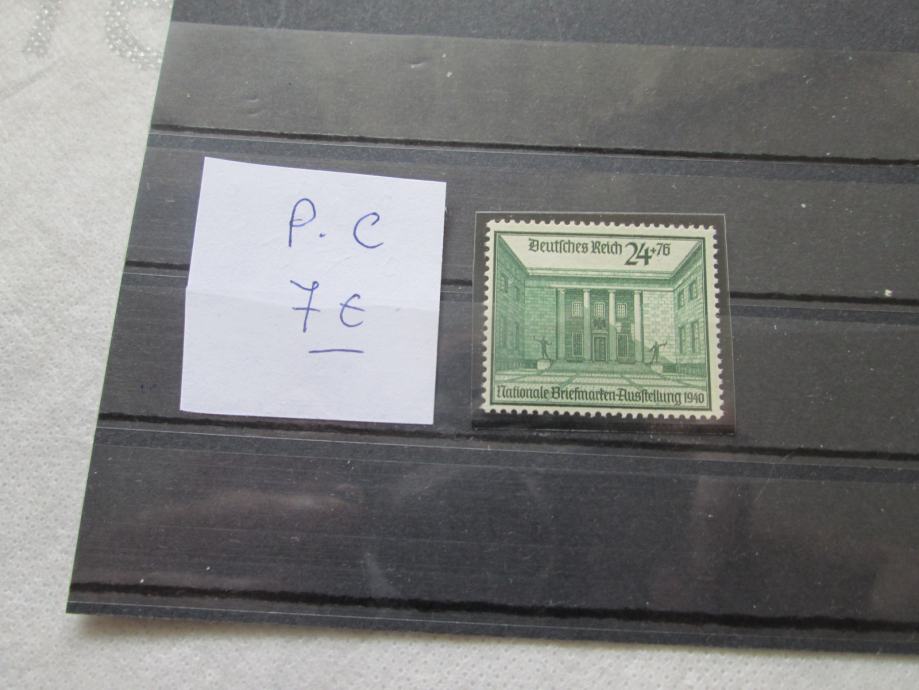 P. C
7 €
Deutsches Reich 24+76
Nationale Briefmarken-Ausstellung 1940